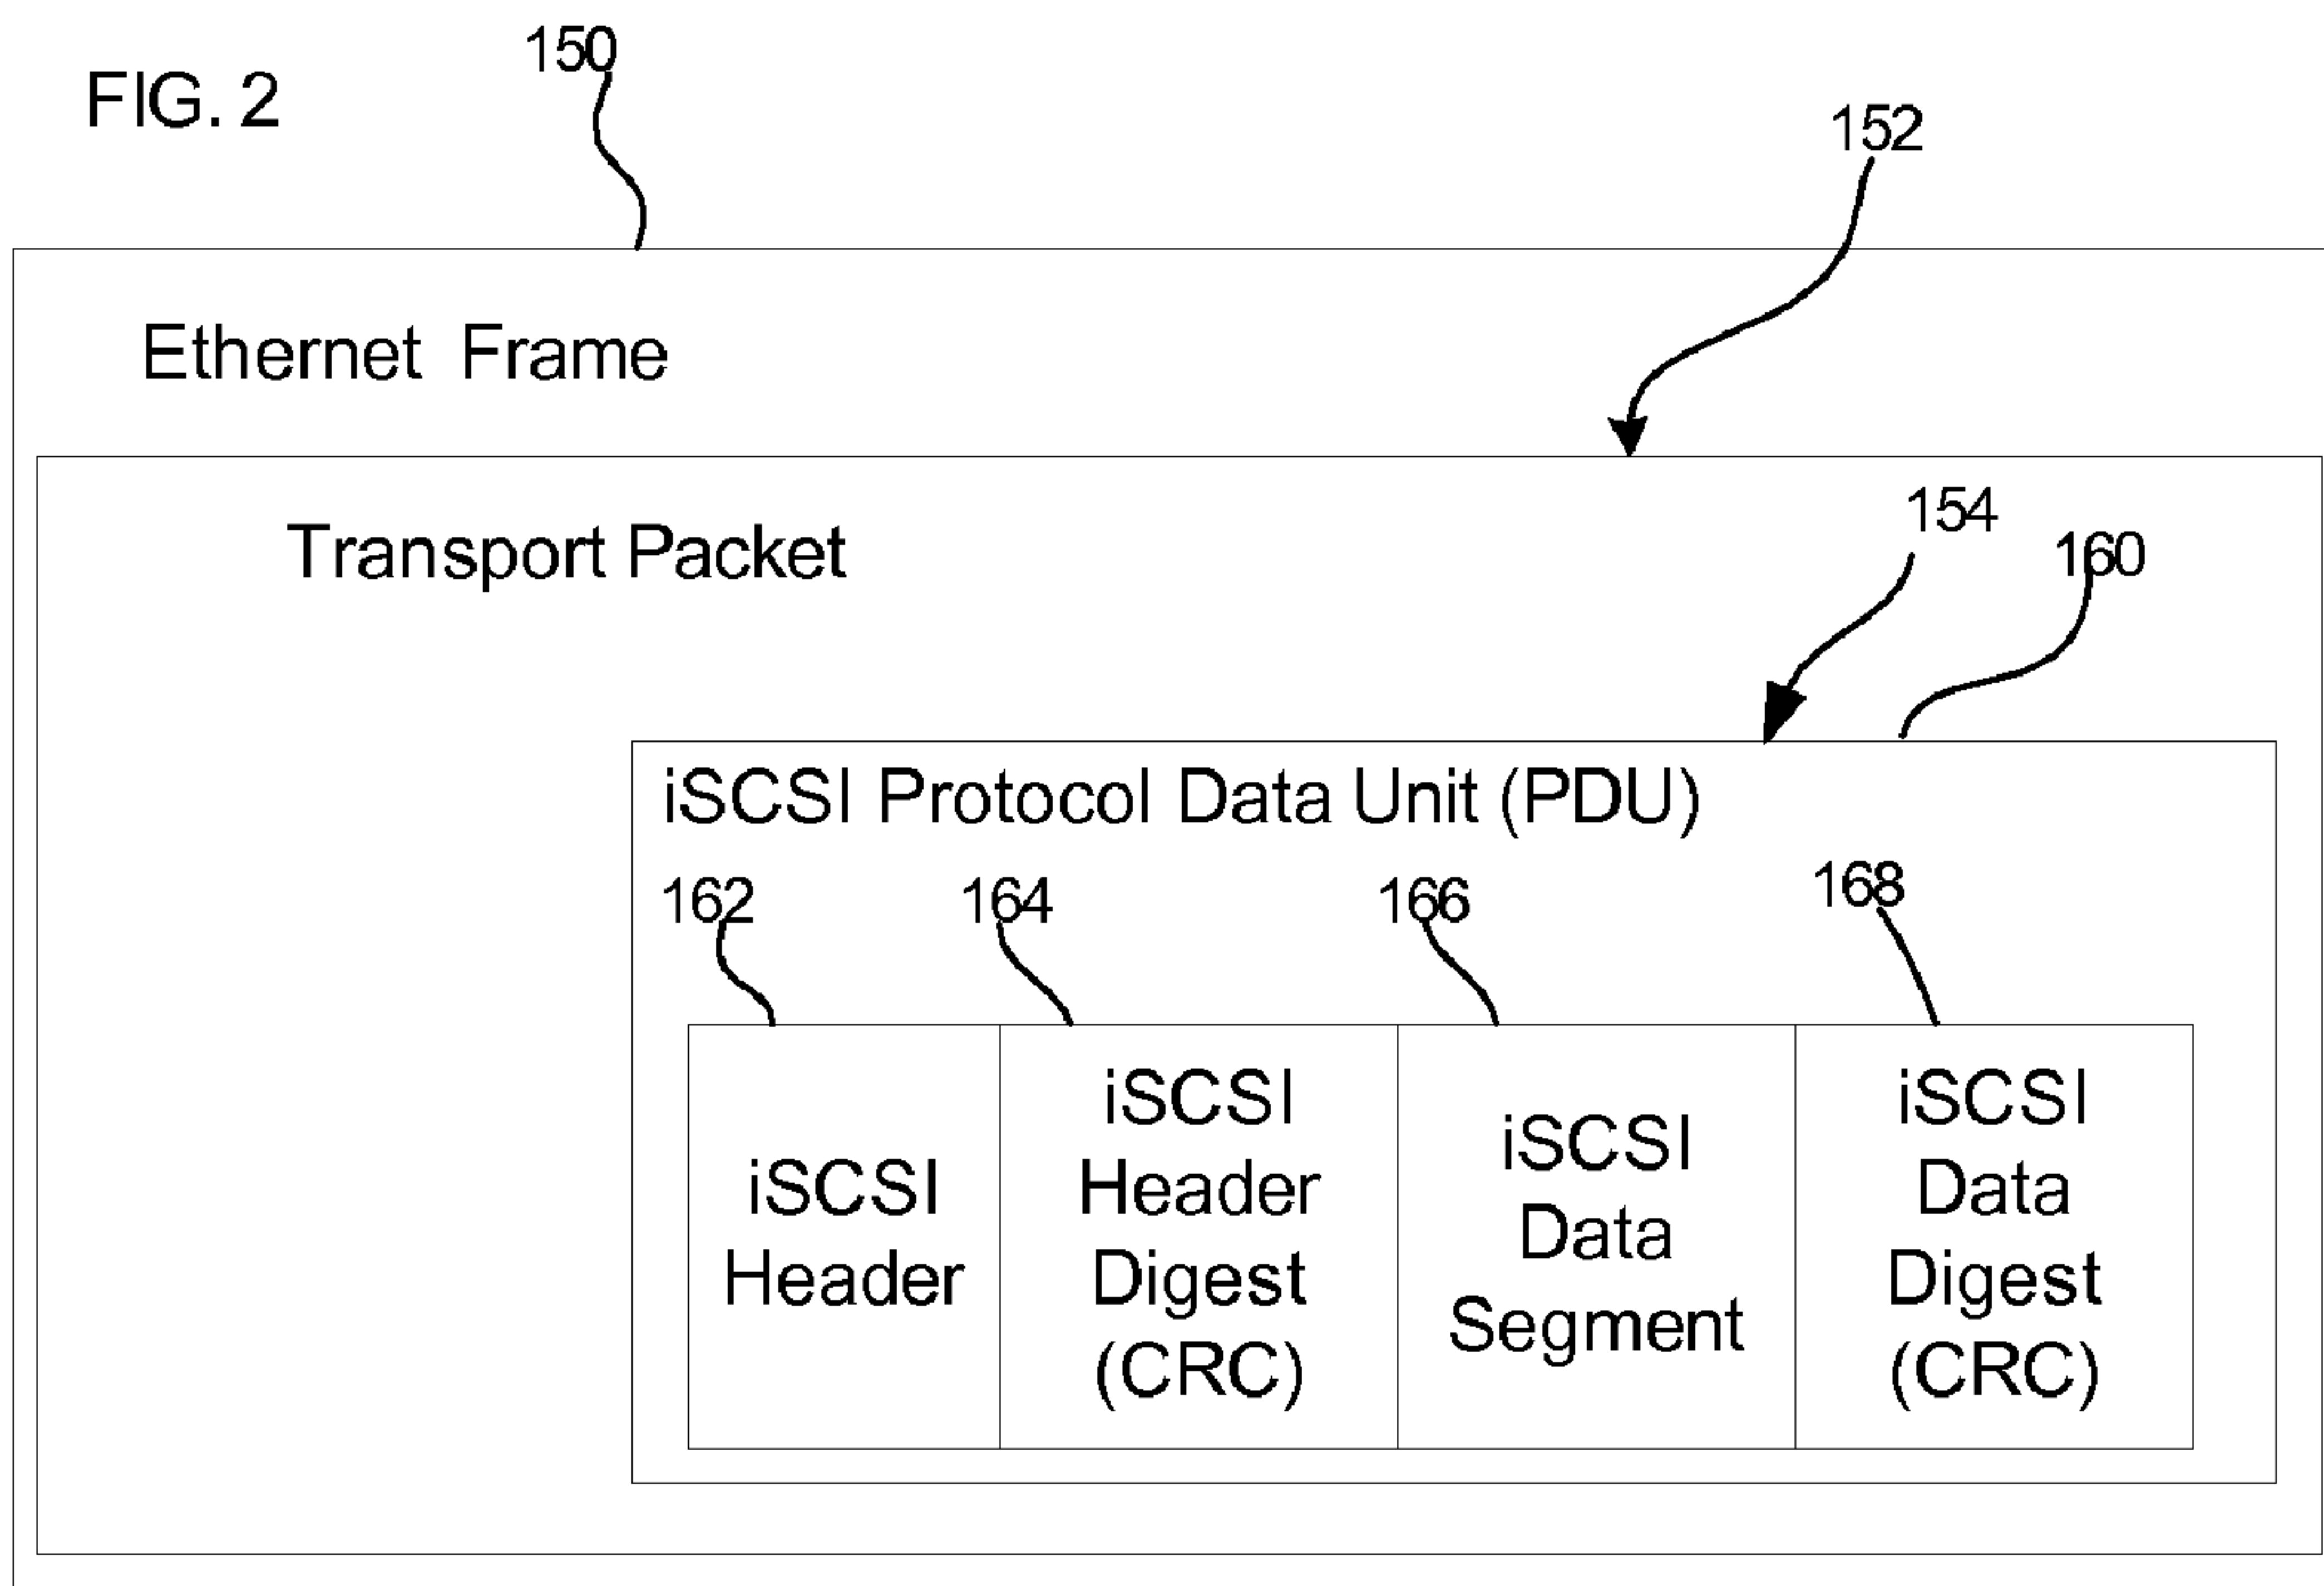 FIG. 2
150
152
Ethernet Frame
Transport Packet
154
160
iSCSI Protocol Data Unit (PDU)
162
164
166
168
iSCSI
Header
iSCSI
Header
Digest
(CRC)
iSCSI
Data
Segment
iSCSI
Data
Digest
(CRC)